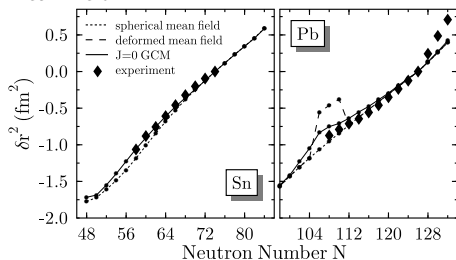 spherical mean field
deformed mean field
J=0 GCM
experiment
Pb
Sn
δr² (fm²)
0.5
0.0
-0.5
-1.0
-1.5
-2.0
48 56 64 72 80 104 112 120 128
Neutron Number N